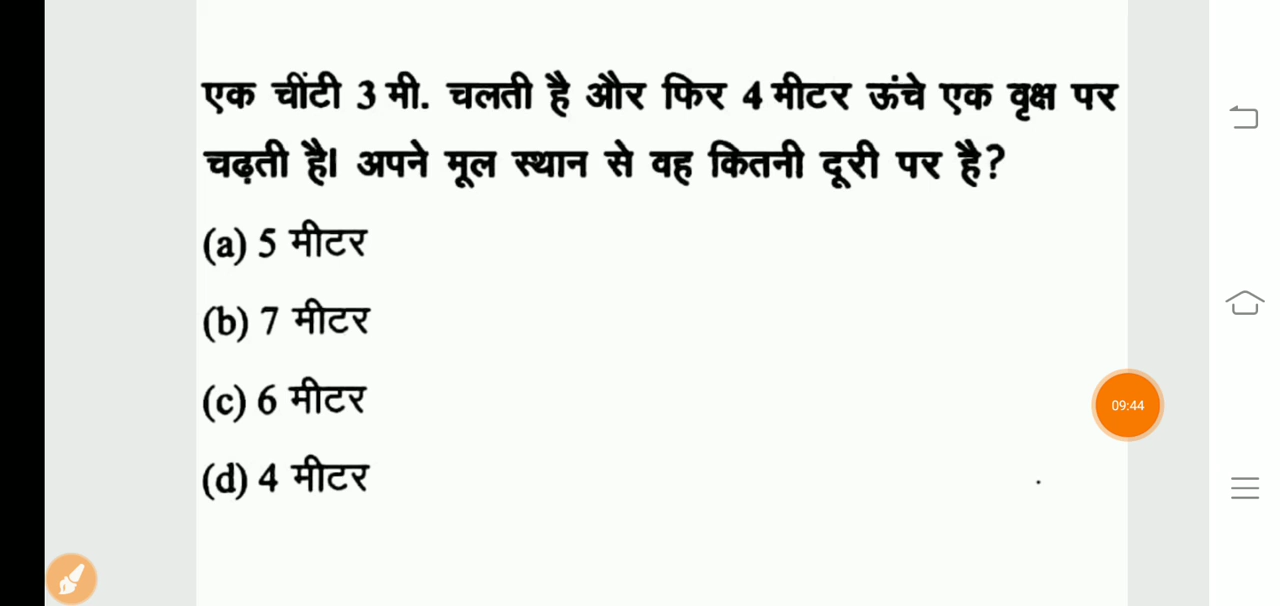 एक चींटी 3 मी. चलती है और फिर 4 मीटर ऊंचे एक वृक्ष पर
चढ़ती है। अपने मूल स्थान से वह कितनी दूरी पर है?
(a) 5 मीटर
(b) 7 मीटर
(c) 6 मीटर
09:44
(d) 4 मीटर